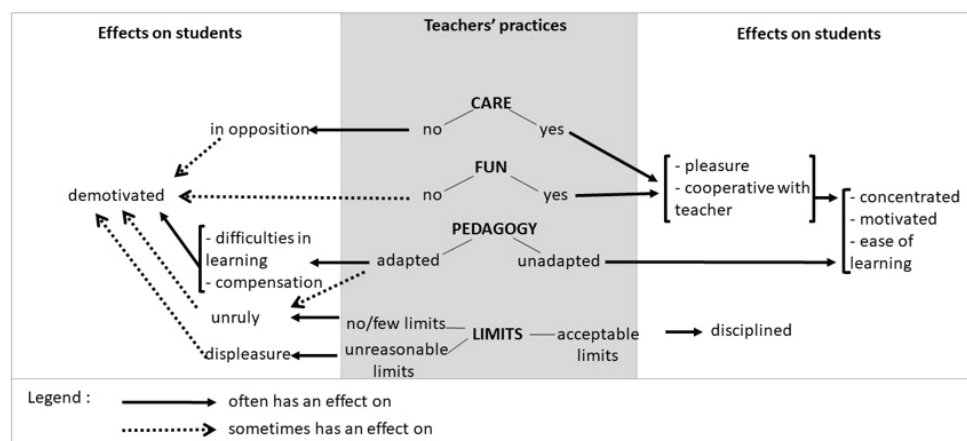 Effects on students
Teachers' practices
Effects on students
CARE
in opposition
no
yes
FUN
demotivated
no
yes
- pleasure
- cooperative with
teacher
- concentrated
- motivated
- ease of
learning
PEDAGOGY
- difficulties in
learning
- compensation
adapted
unadapted
unruly
no/few limits
LIMITS
acceptable
limits
disciplined
displeasure
unreasonable
limits
Legend :
often has an effect on
sometimes has an effect on